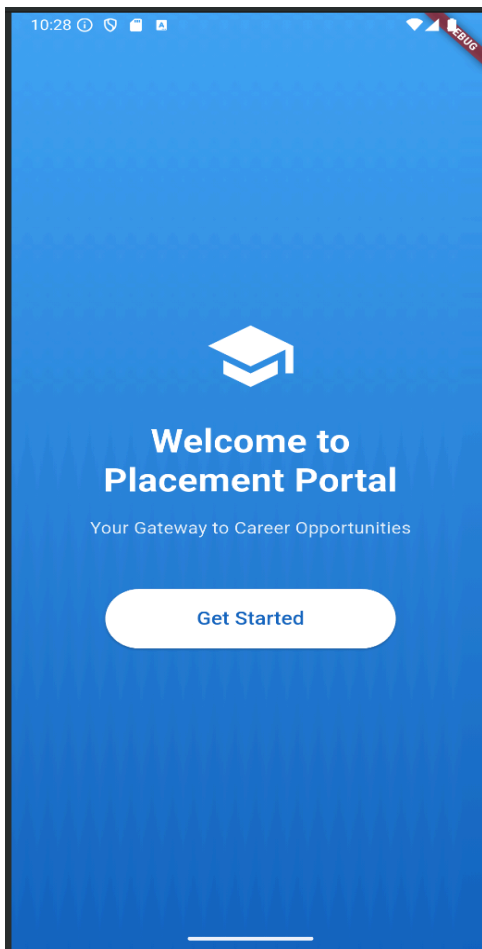 10:28
DEBUG
Welcome to
Placement Portal
Your Gateway to Career Opportunities
Get Started